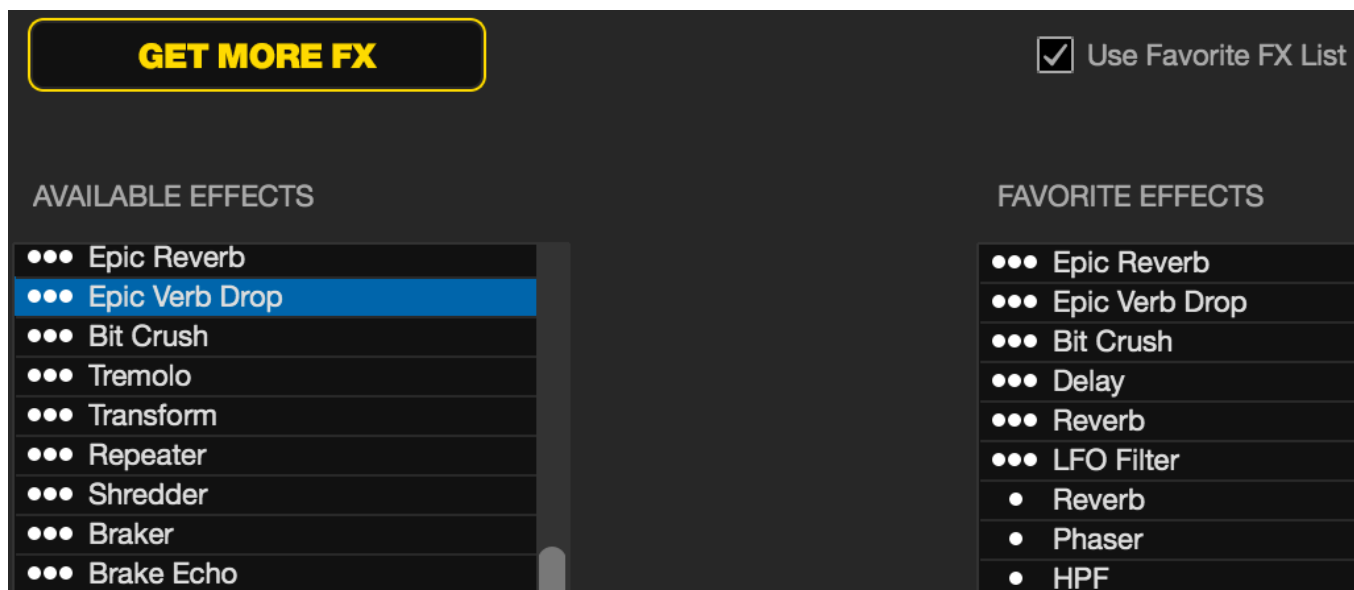 GET MORE FX
Use Favorite FX List
AVAILABLE EFFECTS
Epic Reverb
Epic Verb Drop
Bit Crush
Tremolo
Transform
Repeater
Shredder
Braker
Brake Echo
FAVORITE EFFECTS
Epic Reverb
Epic Verb Drop
Bit Crush
Delay
Reverb
LFO Filter
Reverb
Phaser
HPF